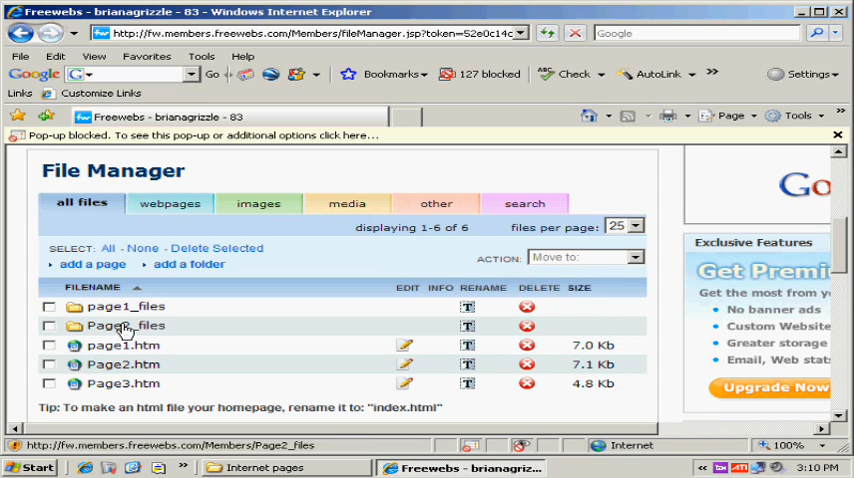 Freewebs - brianagrizzle - 83 - Windows Internet Explorer
http://fw.members.freewebs.com/Members/fileManager.jsp?token=52e0c14c
Google
File Edit View Favorites Tools Help
Google G Go Bookmarks 127 blocked ABC Check AutoLink » Settings
Links Customize Links
Freewebs - brianagrizzle - 83 Page Tools »
Pop-up blocked. To see this pop-up or additional options click here...
File Manager
Go
all files webpages images media other search
displaying 1-6 of 6 files per page: 25
Exclusive Features
SELECT: All - None - Delete Selected
add a page add a folder ACTION: Move to:
Get Premi
FILENAME EDIT INFO RENAME DELETE SIZE
Get the most from yo
page1_files T
No banner ads
Page2_files T
Custom Website
page1.htm T 7.0 Kb
Greater storage
Page2.htm T 7.1 Kb
Email, Web stats
Page3.htm T 4.8 Kb
Upgrade Now
Tip: To make an html file your homepage, rename it to: "index.html"
http://fw.members.freewebs.com/Members/Page2_files Internet 100%
Start » Internet pages Freewebs - brianagriz... « ATI 3:10 PM